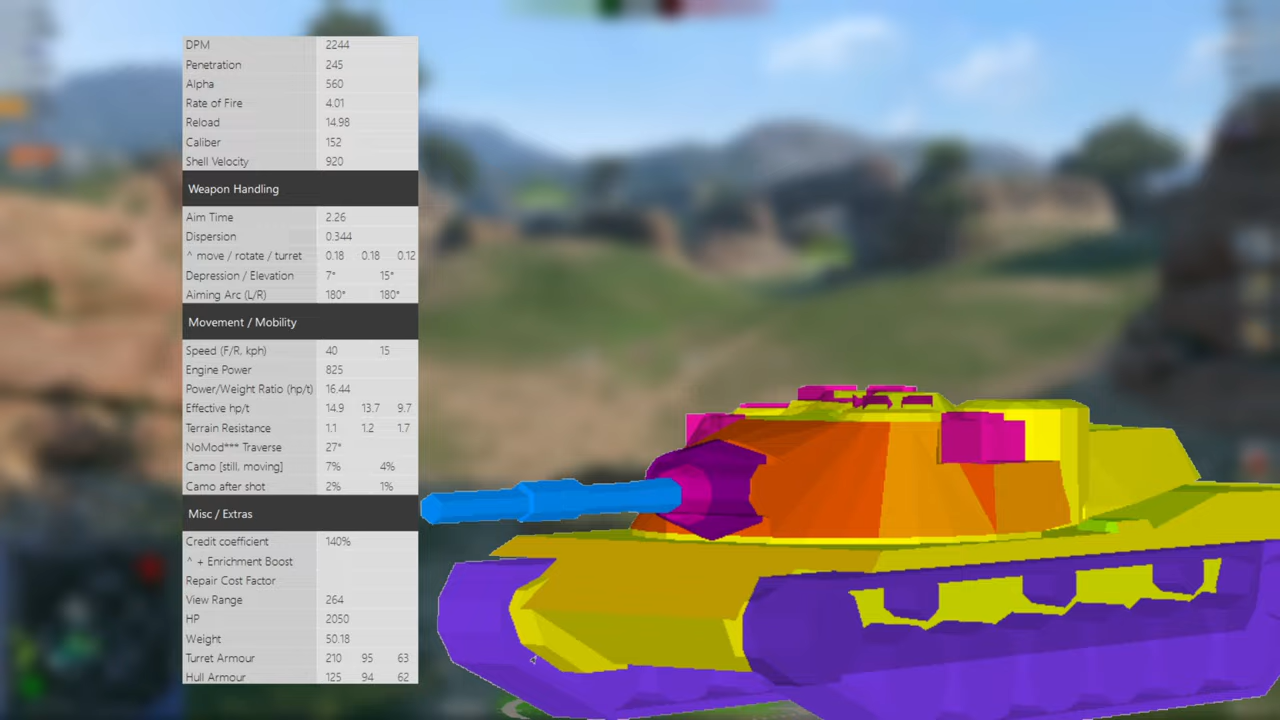 DPM 2244
Penetration 245
Alpha 560
Rate of Fire 4.01
Reload 14.98
Caliber 152
Shell Velocity 920
Weapon Handling
Aim Time 2.26
Dispersion 0.344
^ move / rotate / turret 0.18 0.18 0.12
Depression / Elevation 7° 15°
Aiming Arc (L/R) 180° 180°
Movement / Mobility
Speed (F/R, kph) 40 15
Engine Power 825
Power/Weight Ratio (hp/t) 16.44
Effective hp/t 14.9 13.7 9.7
Terrain Resistance 1.1 1.2 1.7
NoMod*** Traverse 27°
Camo [still, moving] 7% 4%
Camo after shot 2% 1%
Misc / Extras
Credit coefficient 140%
^ + Enrichment Boost
Repair Cost Factor
View Range 264
HP 2050
Weight 50.18
Turret Armour 210 95 63
Hull Armour 125 94 62